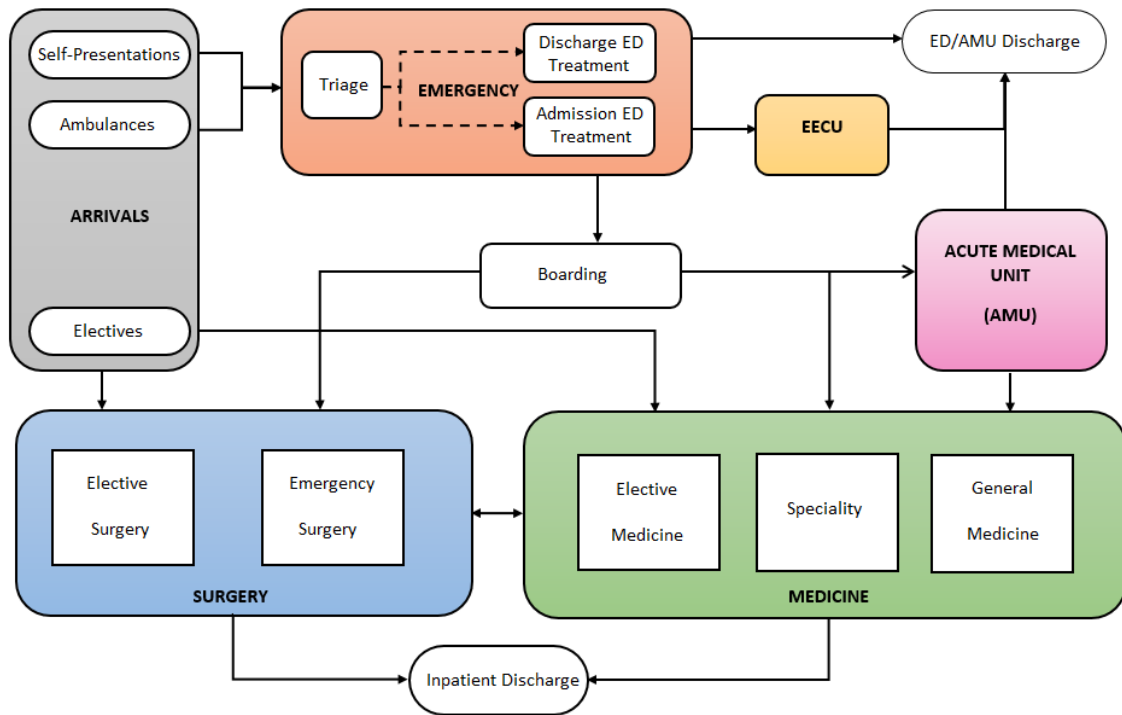 Self-Presentations
Ambulances
ARRIVALS
Electives
Triage
EMERGENCY
Discharge ED
Treatment
Admission ED
Treatment
ED/AMU Discharge
EECU
Boarding
ACUTE MEDICAL
UNIT
(AMU)
Elective
Surgery
Emergency
Surgery
SURGERY
Elective
Medicine
Speciality
General
Medicine
MEDICINE
Inpatient Discharge